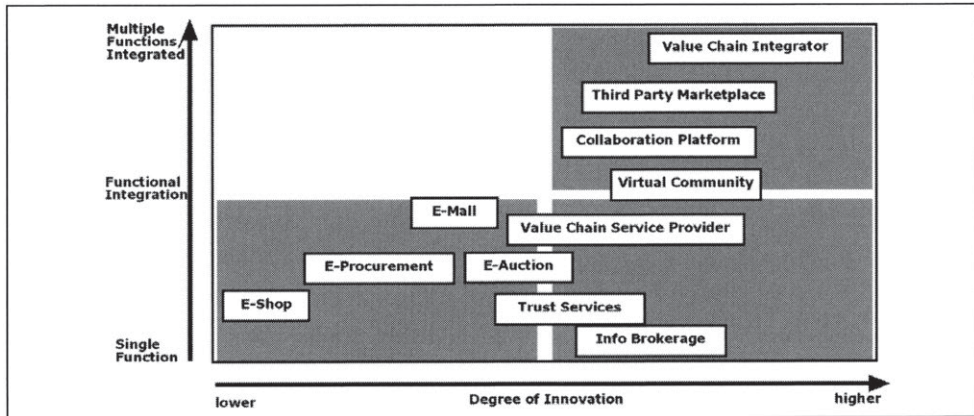 Multiple
Functions/
Integrated
Value Chain Integrator
Third Party Marketplace
Collaboration Platform
Functional
Integration
Virtual Community
E-Mall
Value Chain Service Provider
E-Procurement
E-Auction
E-Shop
Trust Services
Info Brokerage
Single
Function
lower
Degree of Innovation
higher